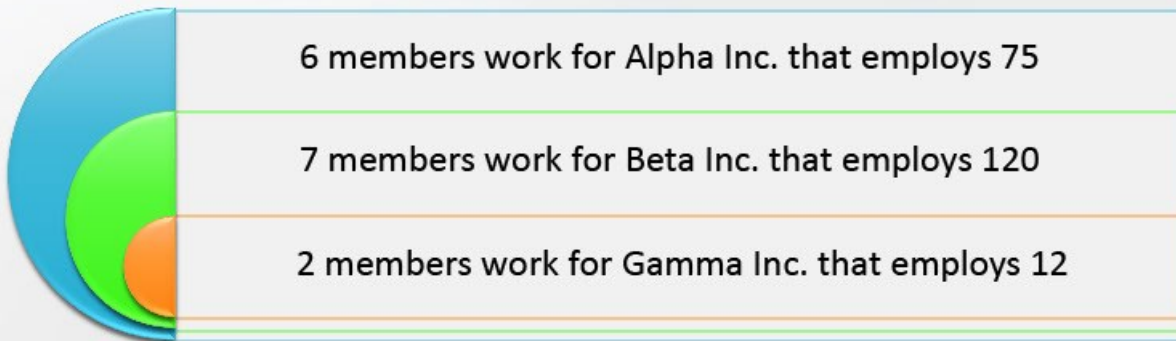 6 members work for Alpha Inc. that employs 75
7 members work for Beta Inc. that employs 120
2 members work for Gamma Inc. that employs 12